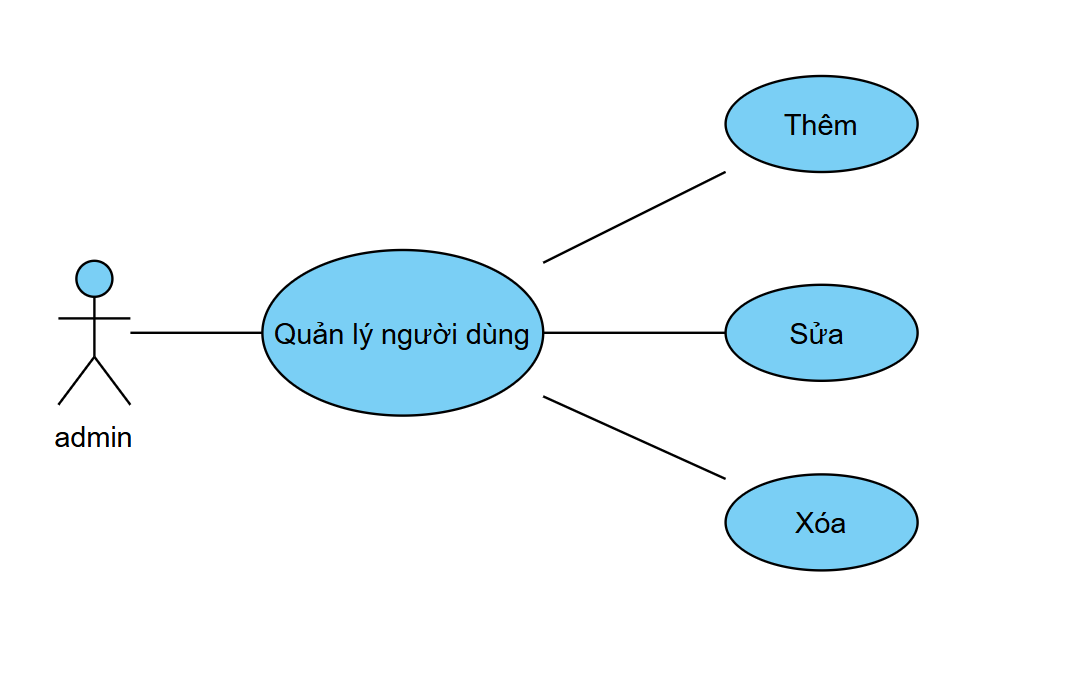 admin
Quản lý người dùng
Thêm
Sửa
Xóa